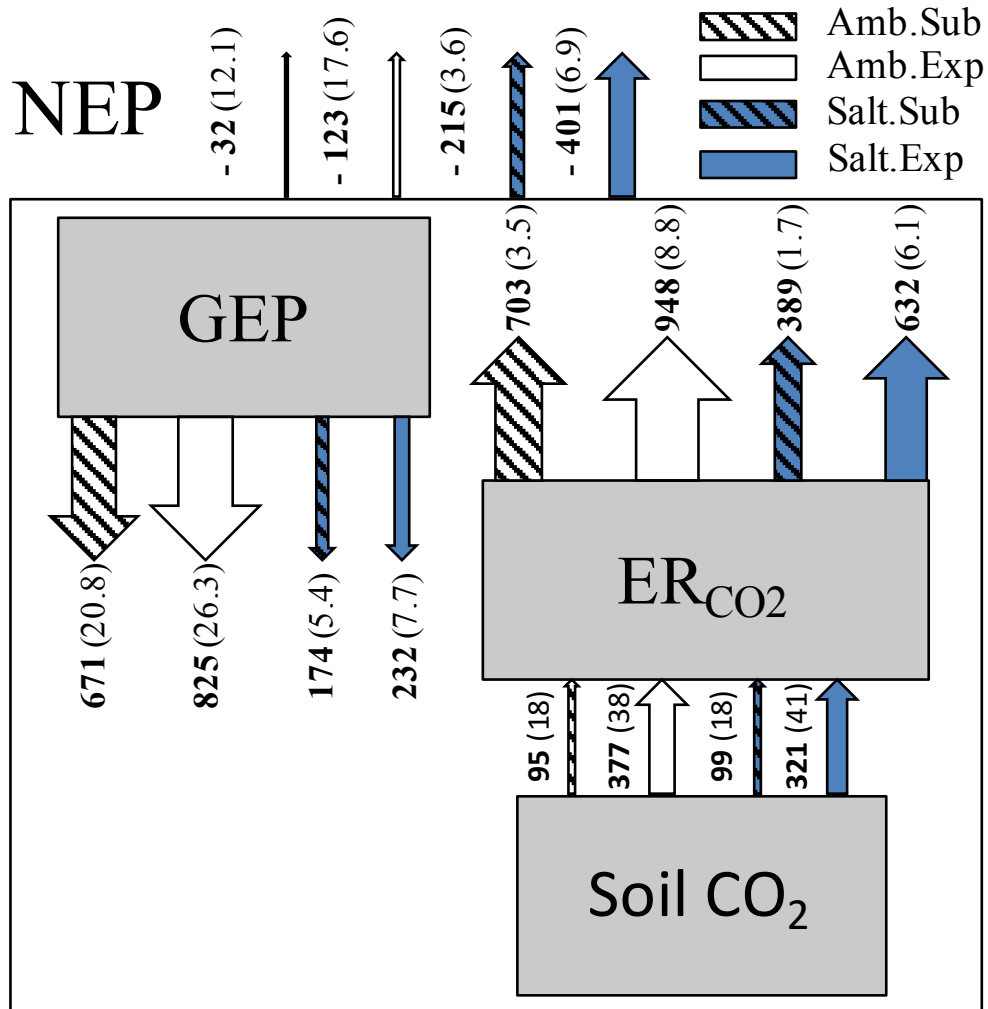 NEP
- 32 (12.1)
- 123 (17.6)
- 215 (3.6)
- 401 (6.9)
Amb.Sub
Amb.Exp
Salt.Sub
Salt.Exp
GEP
703 (3.5)
948 (8.8)
389 (1.7)
632 (6.1)
671 (20.8)
825 (26.3)
174 (5.4)
232 (7.7)
ER_CO2
95 (18)
377 (38)
99 (18)
321 (41)
Soil CO₂